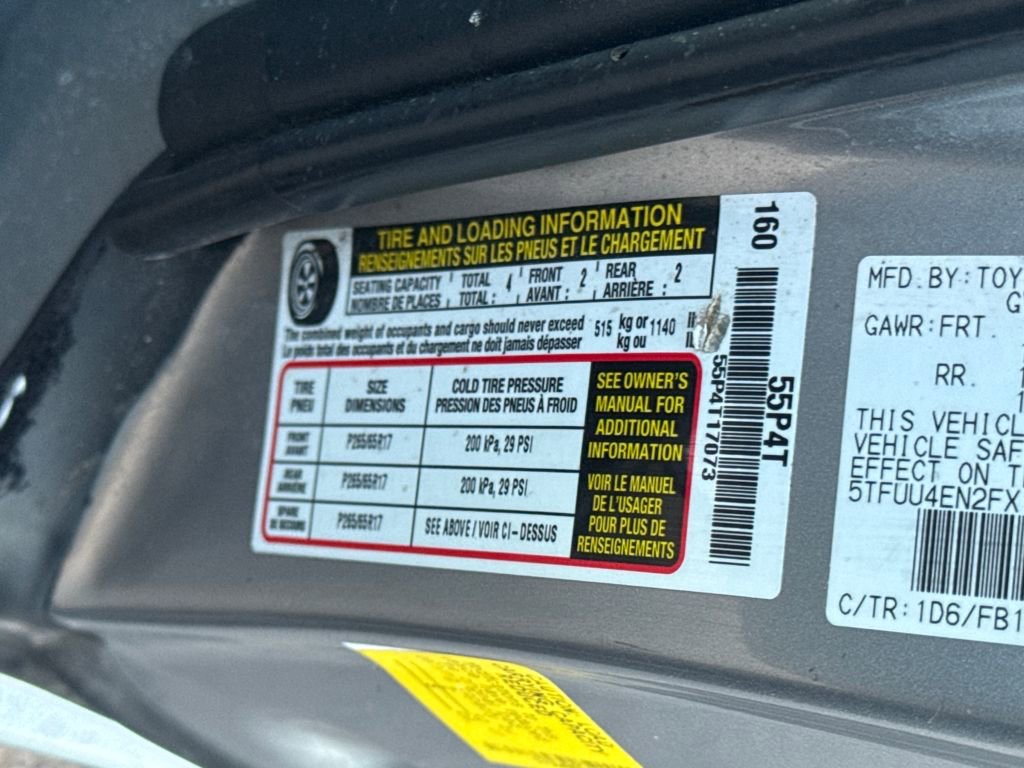 TIRE AND LOADING INFORMATION
RENSEIGNEMENTS SUR LES PNEUS ET LE CHARGEMENT
SEATING CAPACITY TOTAL 4 FRONT 2 REAR 2
NOMBRE DE PLACES TOTAL : AVANT : ARRIÈRE :
The combined weight of occupants and cargo should never exceed 515 kg or 1140
Le poids total des occupants et du chargement ne doit jamais dépasser kg ou
TIRE SIZE COLD TIRE PRESSURE
PNEU DIMENSIONS PRESSION DES PNEUS À FROID
FRONT
AVANT P265/65R17 200 kPa, 29 PSI
REAR
ARRIÈRE P265/65R17 200 kPa, 29 PSI
SPARE
DE SECOURS P265/65R17 SEE ABOVE / VOIR CI-DESSUS
SEE OWNER'S
MANUAL FOR
ADDITIONAL
INFORMATION
VOIR LE MANUEL
DE L'USAGER
POUR PLUS DE
RENSEIGNEMENTS
160
55P4T
55P4T17073
MFD.BY:TOY
G
GAWR:FRT. 1
RR. 1
1
THIS VEHICL
VEHICLE SAF
EFFECT ON T
5TFUU4EN2FX
C/TR:1D6/FB1